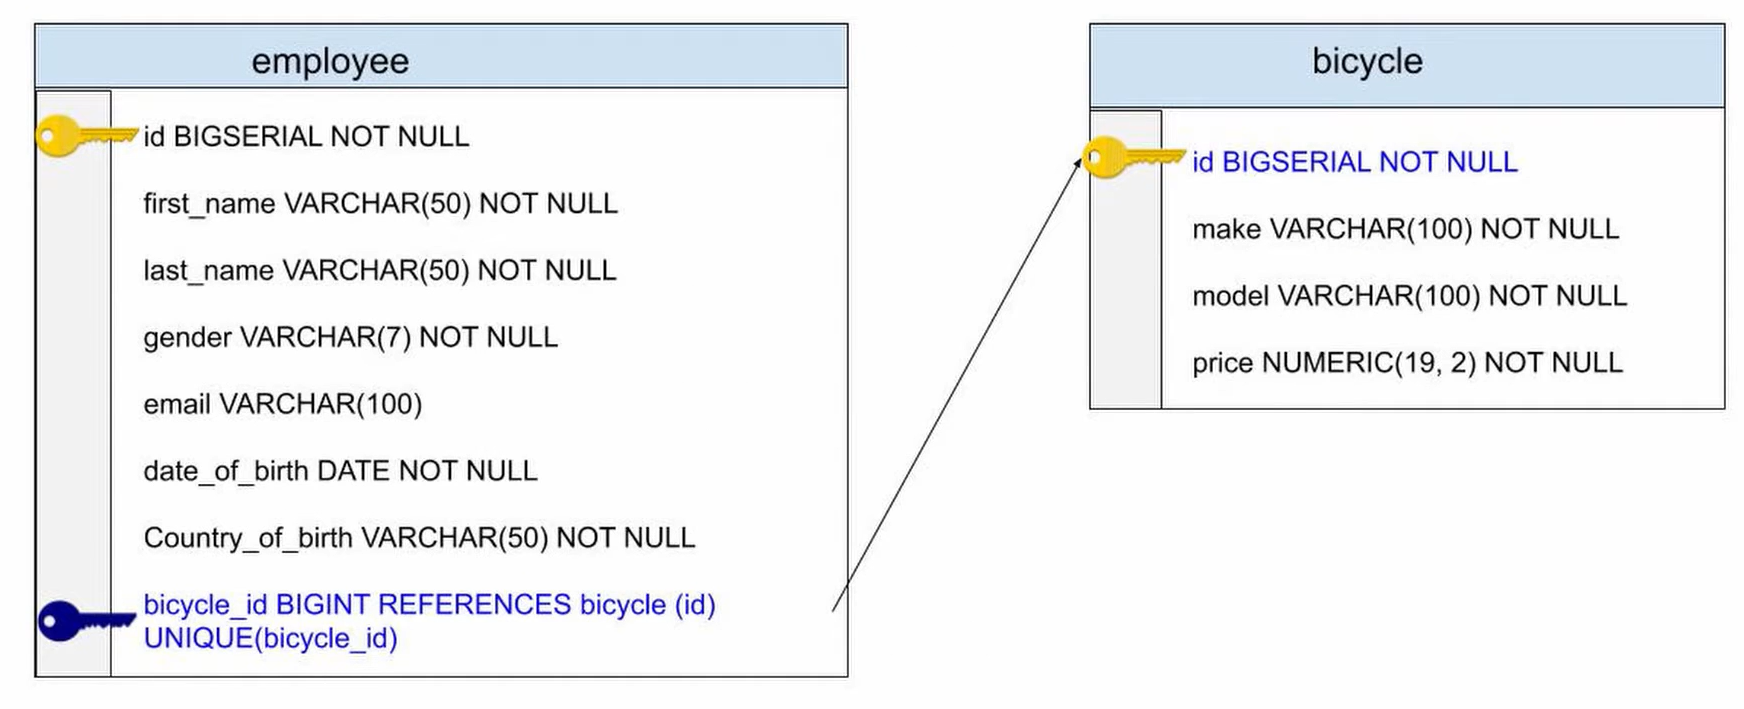 employee
id BIGSERIAL NOT NULL
first_name VARCHAR(50) NOT NULL
last_name VARCHAR(50) NOT NULL
gender VARCHAR(7) NOT NULL
email VARCHAR(100)
date_of_birth DATE NOT NULL
Country_of_birth VARCHAR(50) NOT NULL
bicycle_id BIGINT REFERENCES bicycle (id)
UNIQUE(bicycle_id)
bicycle
id BIGSERIAL NOT NULL
make VARCHAR(100) NOT NULL
model VARCHAR(100) NOT NULL
price NUMERIC(19, 2) NOT NULL